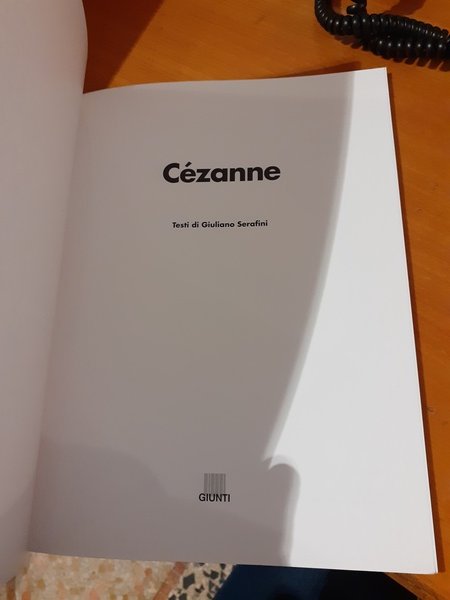 Cézanne
Testi di Giuliano Serafini
GIUNTI